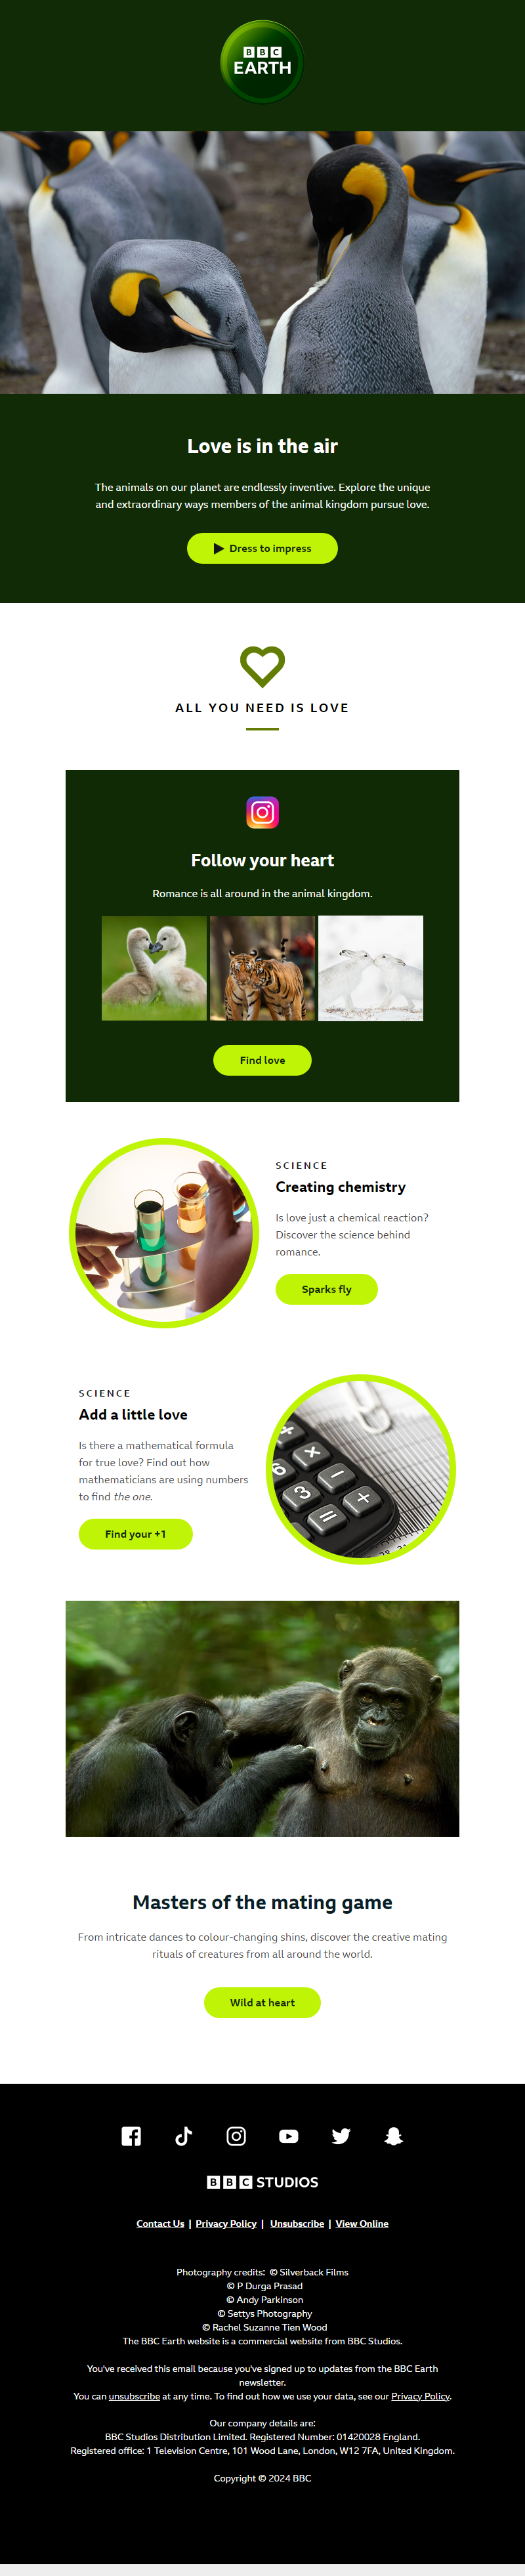 BBC
EARTH
Love is in the air
The animals on our planet are endlessly inventive. Explore the unique
and extraordinary ways members of the animal kingdom pursue love.
Dress to impress
ALL YOU NEED IS LOVE
Follow your heart
Romance is all around in the animal kingdom.
Find love
SCIENCE
Creating chemistry
Is love just a chemical reaction?
Discover the science behind
romance.
Sparks fly
SCIENCE
Add a little love
Is there a mathematical formula
for true love? Find out how
mathematicians are using numbers
to find the one.
Find your +1
Masters of the mating game
From intricate dances to colour-changing shins, discover the creative mating
rituals of creatures from all around the world.
Wild at heart
BBC STUDIOS
Contact Us | Privacy Policy | Unsubscribe | View Online
Photography credits: © Silverback Films
© P Durga Prasad
© Andy Parkinson
© Settys Photography
© Rachel Suzanne Tien Wood
The BBC Earth website is a commercial website from BBC Studios.
You've received this email because you've signed up to updates from the BBC Earth
newsletter.
You can unsubscribe at any time. To find out how we use your data, see our Privacy Policy.
Our company details are:
BBC Studios Distribution Limited. Registered Number: 01420028 England.
Registered office: 1 Television Centre, 101 Wood Lane, London, W12 7FA, United Kingdom.
Copyright © 2024 BBC